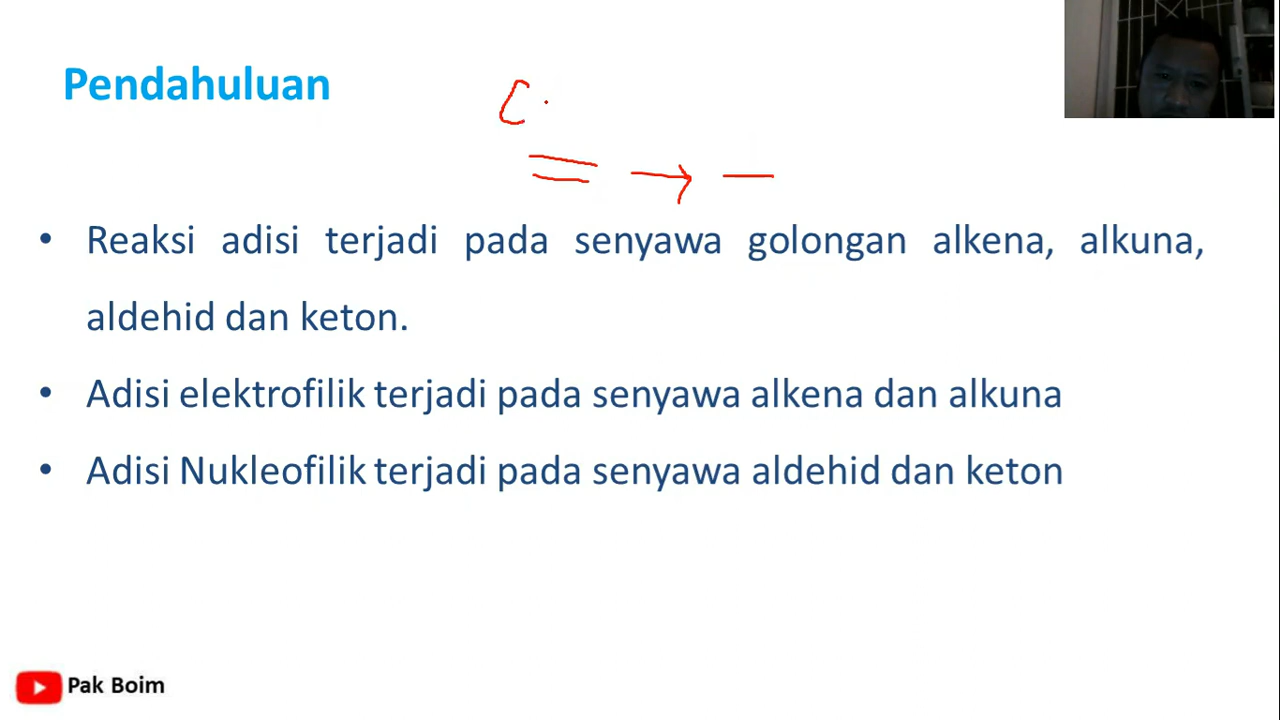 Pendahuluan
C
= → —
• Reaksi adisi terjadi pada senyawa golongan alkena, alkuna,
aldehid dan keton.
• Adisi elektrofilik terjadi pada senyawa alkena dan alkuna
• Adisi Nukleofilik terjadi pada senyawa aldehid dan keton
Pak Boim